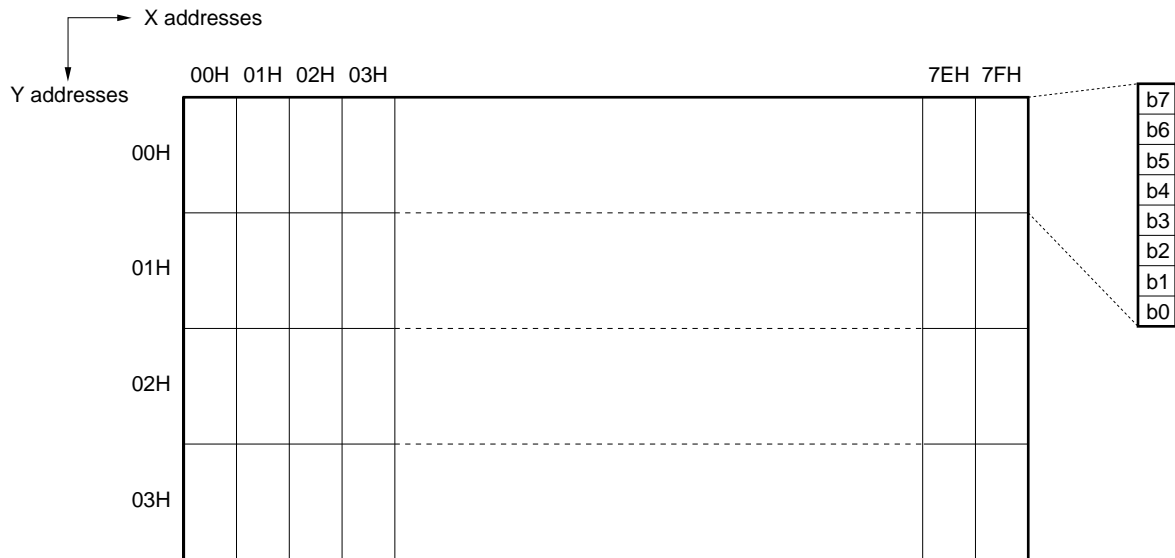 X addresses
Y addresses
00H 01H 02H 03H 7EH 7FH
00H
01H
02H
03H
b7
b6
b5
b4
b3
b2
b1
b0